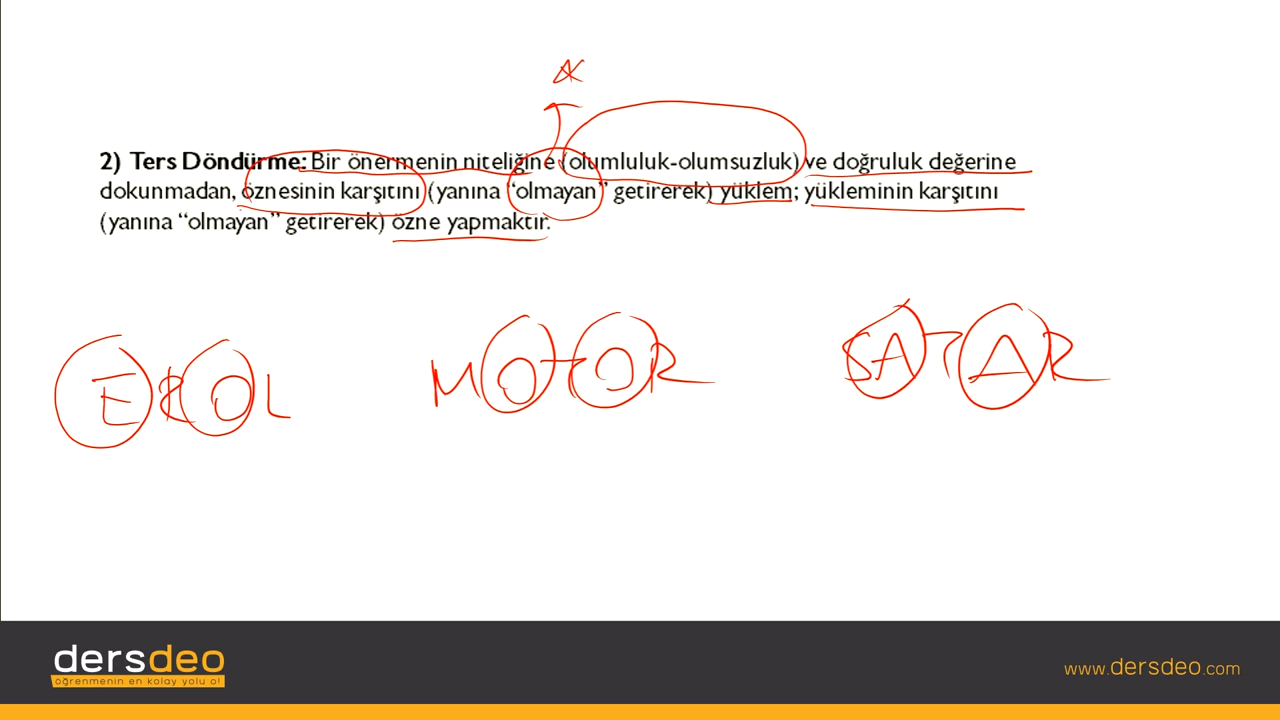 2) Ters Döndürme: Bir önermenin niteliğine (olumluluk-olumsuzluk) ve doğruluk değerine
dokunmadan, öznesinin karşıtını (yanına “olmayan” getirerek) yüklem; yükleminin karşıtını
(yanına “olmayan” getirerek) özne yapmaktır.
EROL MOTOR SATAR
dersdeo
öğrenmenin en kolay yolu o!
www.dersdeo.com